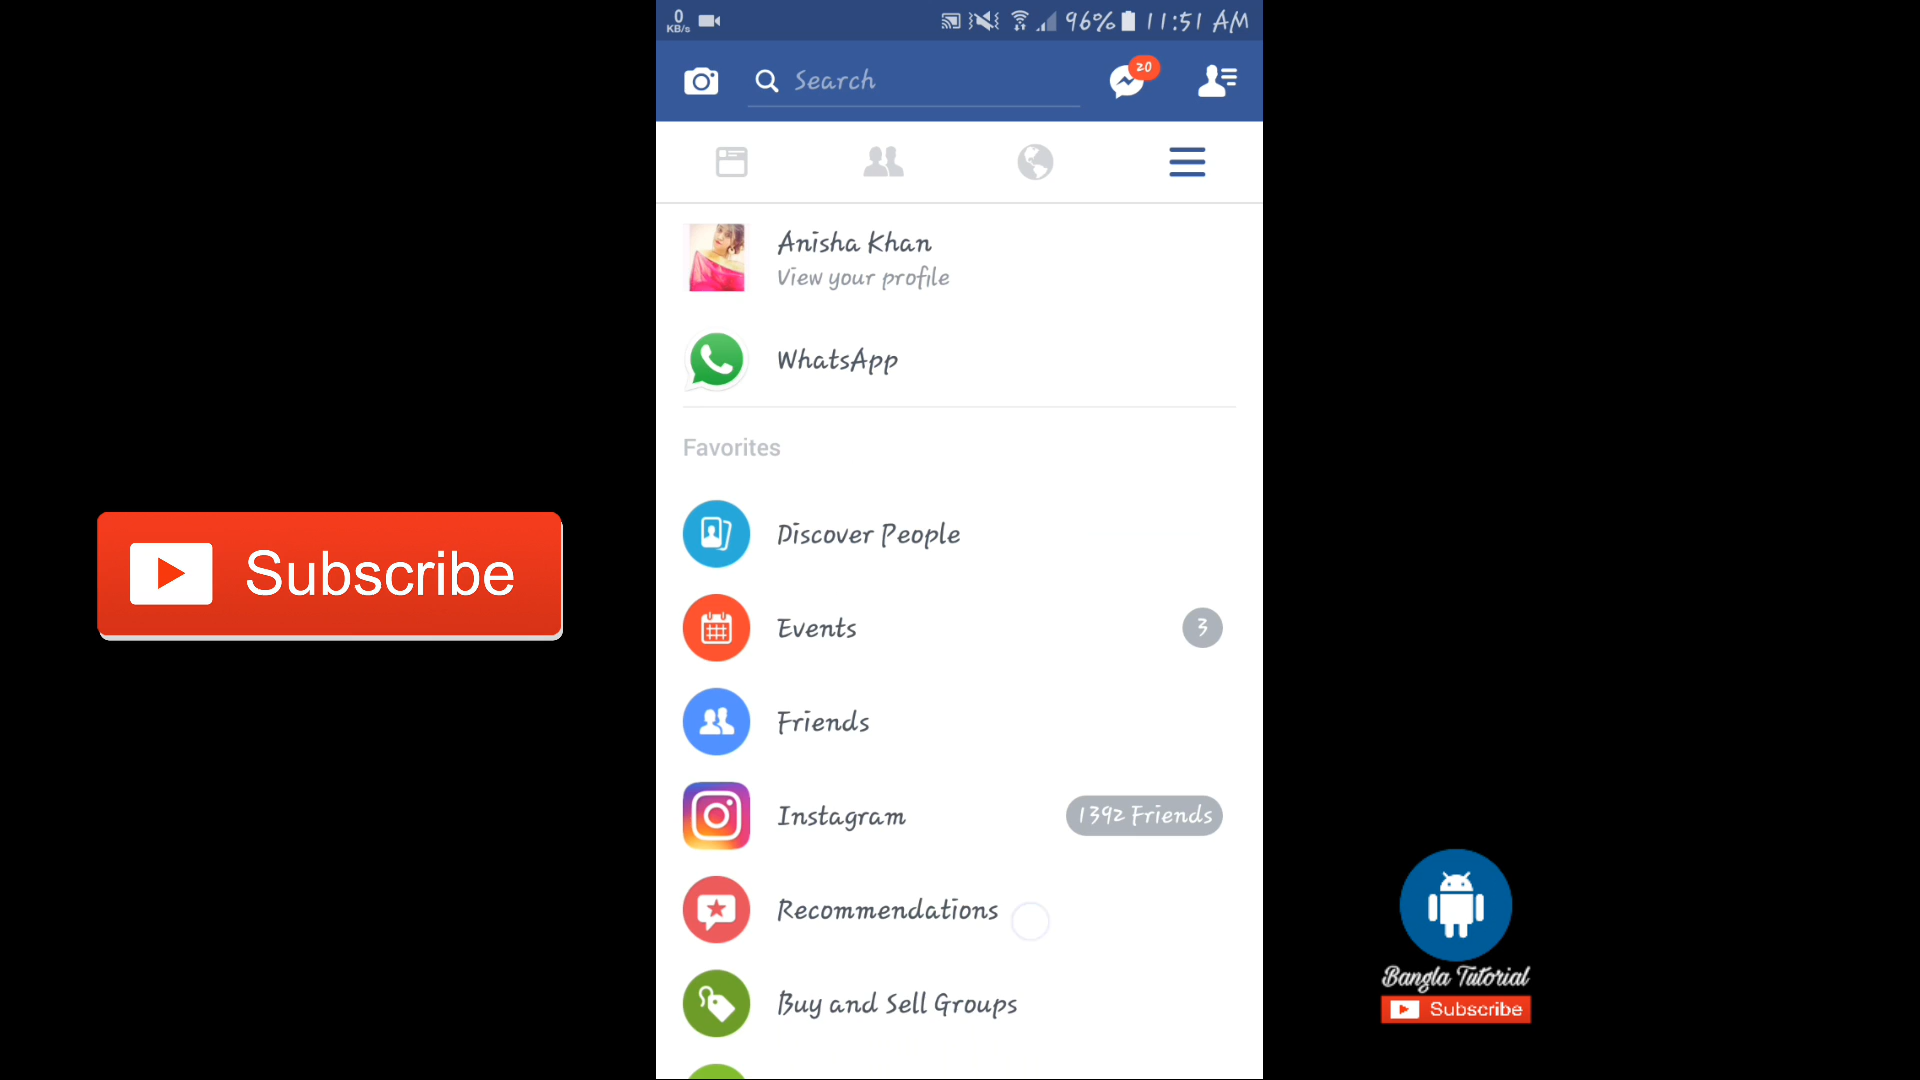 0
KB/s
96% 11:51 AM
Search
20
Anisha Khan
View your profile
WhatsApp
Favorites
Discover People
Events
3
Friends
Instagram
1392 Friends
Recommendations
Buy and Sell Groups
Subscribe
Bangla Tutorial
Subscribe